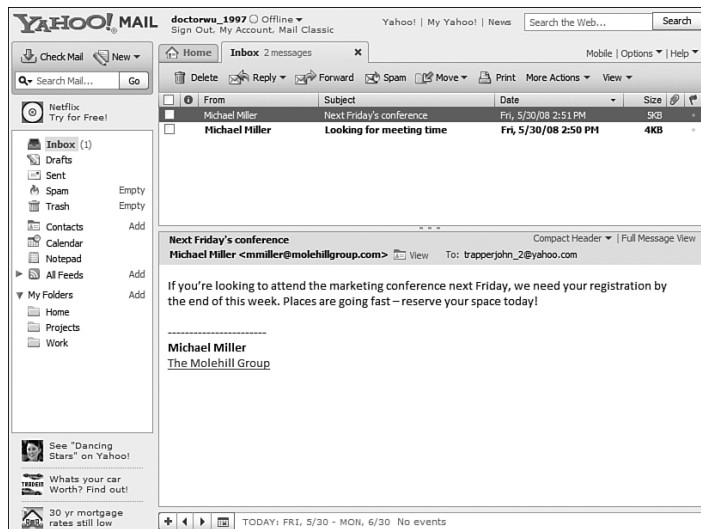 YAHOO! MAIL
doctorwu_1997 Offline
Sign Out, My Account, Mail Classic
Yahoo! | My Yahoo! | News
Search the Web...
Search
Check Mail
New
Search Mail...
Go
Netflix
Try for Free!
Inbox (1)
Drafts
Sent
Spam Empty
Trash Empty
Contacts Add
Calendar
Notepad
All Feeds Add
My Folders Add
Home
Projects
Work
See "Dancing
Stars" on Yahoo!
TRADEIN
Whats your car
Worth? Find out!
30 yr mortgage
rates still low
Home
Inbox 2 messages
Mobile | Options | Help
Delete Reply Forward Spam Move Print More Actions View
From Subject Date Size
Michael Miller Next Friday's conference Fri, 5/30/08 2:51 PM 5KB
Michael Miller Looking for meeting time Fri, 5/30/08 2:50 PM 4KB
Next Friday's conference Compact Header | Full Message View
Michael Miller <mmiller@molehillgroup.com> View To: trapperjohn_2@yahoo.com
If you're looking to attend the marketing conference next Friday, we need your registration by
the end of this week. Places are going fast – reserve your space today!
-----------------------
Michael Miller
The Molehill Group
TODAY: FRI, 5/30 - MON, 6/30 No events